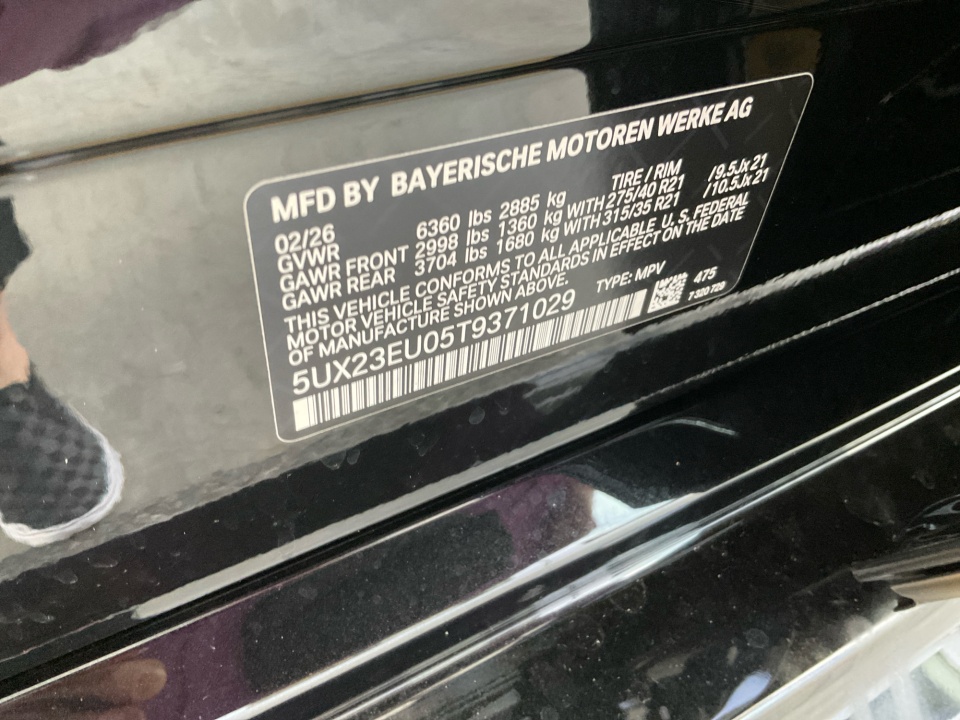 MFD BY BAYERISCHE MOTOREN WERKE AG
02/26 TIRE / RIM
GVWR 6360 lbs 2885 kg
GAWR FRONT 2998 lbs 1360 kg WITH 275/40 R21 /9.5Jx21
GAWR REAR 3704 lbs 1680 kg WITH 315/35 R21 /10.5Jx21
THIS VEHICLE CONFORMS TO ALL APPLICABLE U.S. FEDERAL
MOTOR VEHICLE SAFETY STANDARDS IN EFFECT ON THE DATE
OF MANUFACTURE SHOWN ABOVE.
5UX23EU05T9371029 TYPE: MPV 475
7 320 729